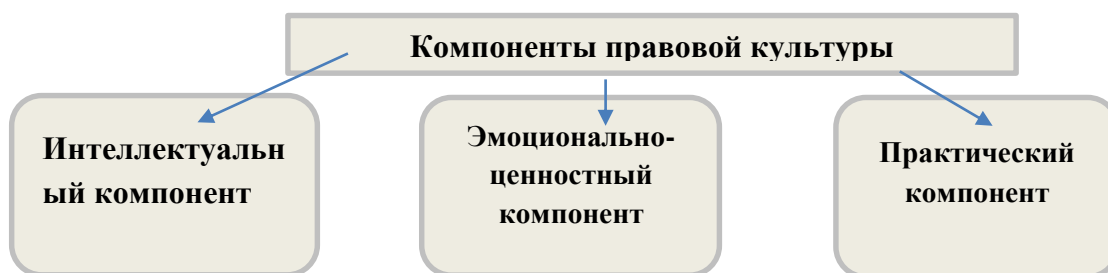 Компоненты правовой культуры
Интеллектуальн
ый компонент
Эмоционально-
ценностный
компонент
Практический
компонент